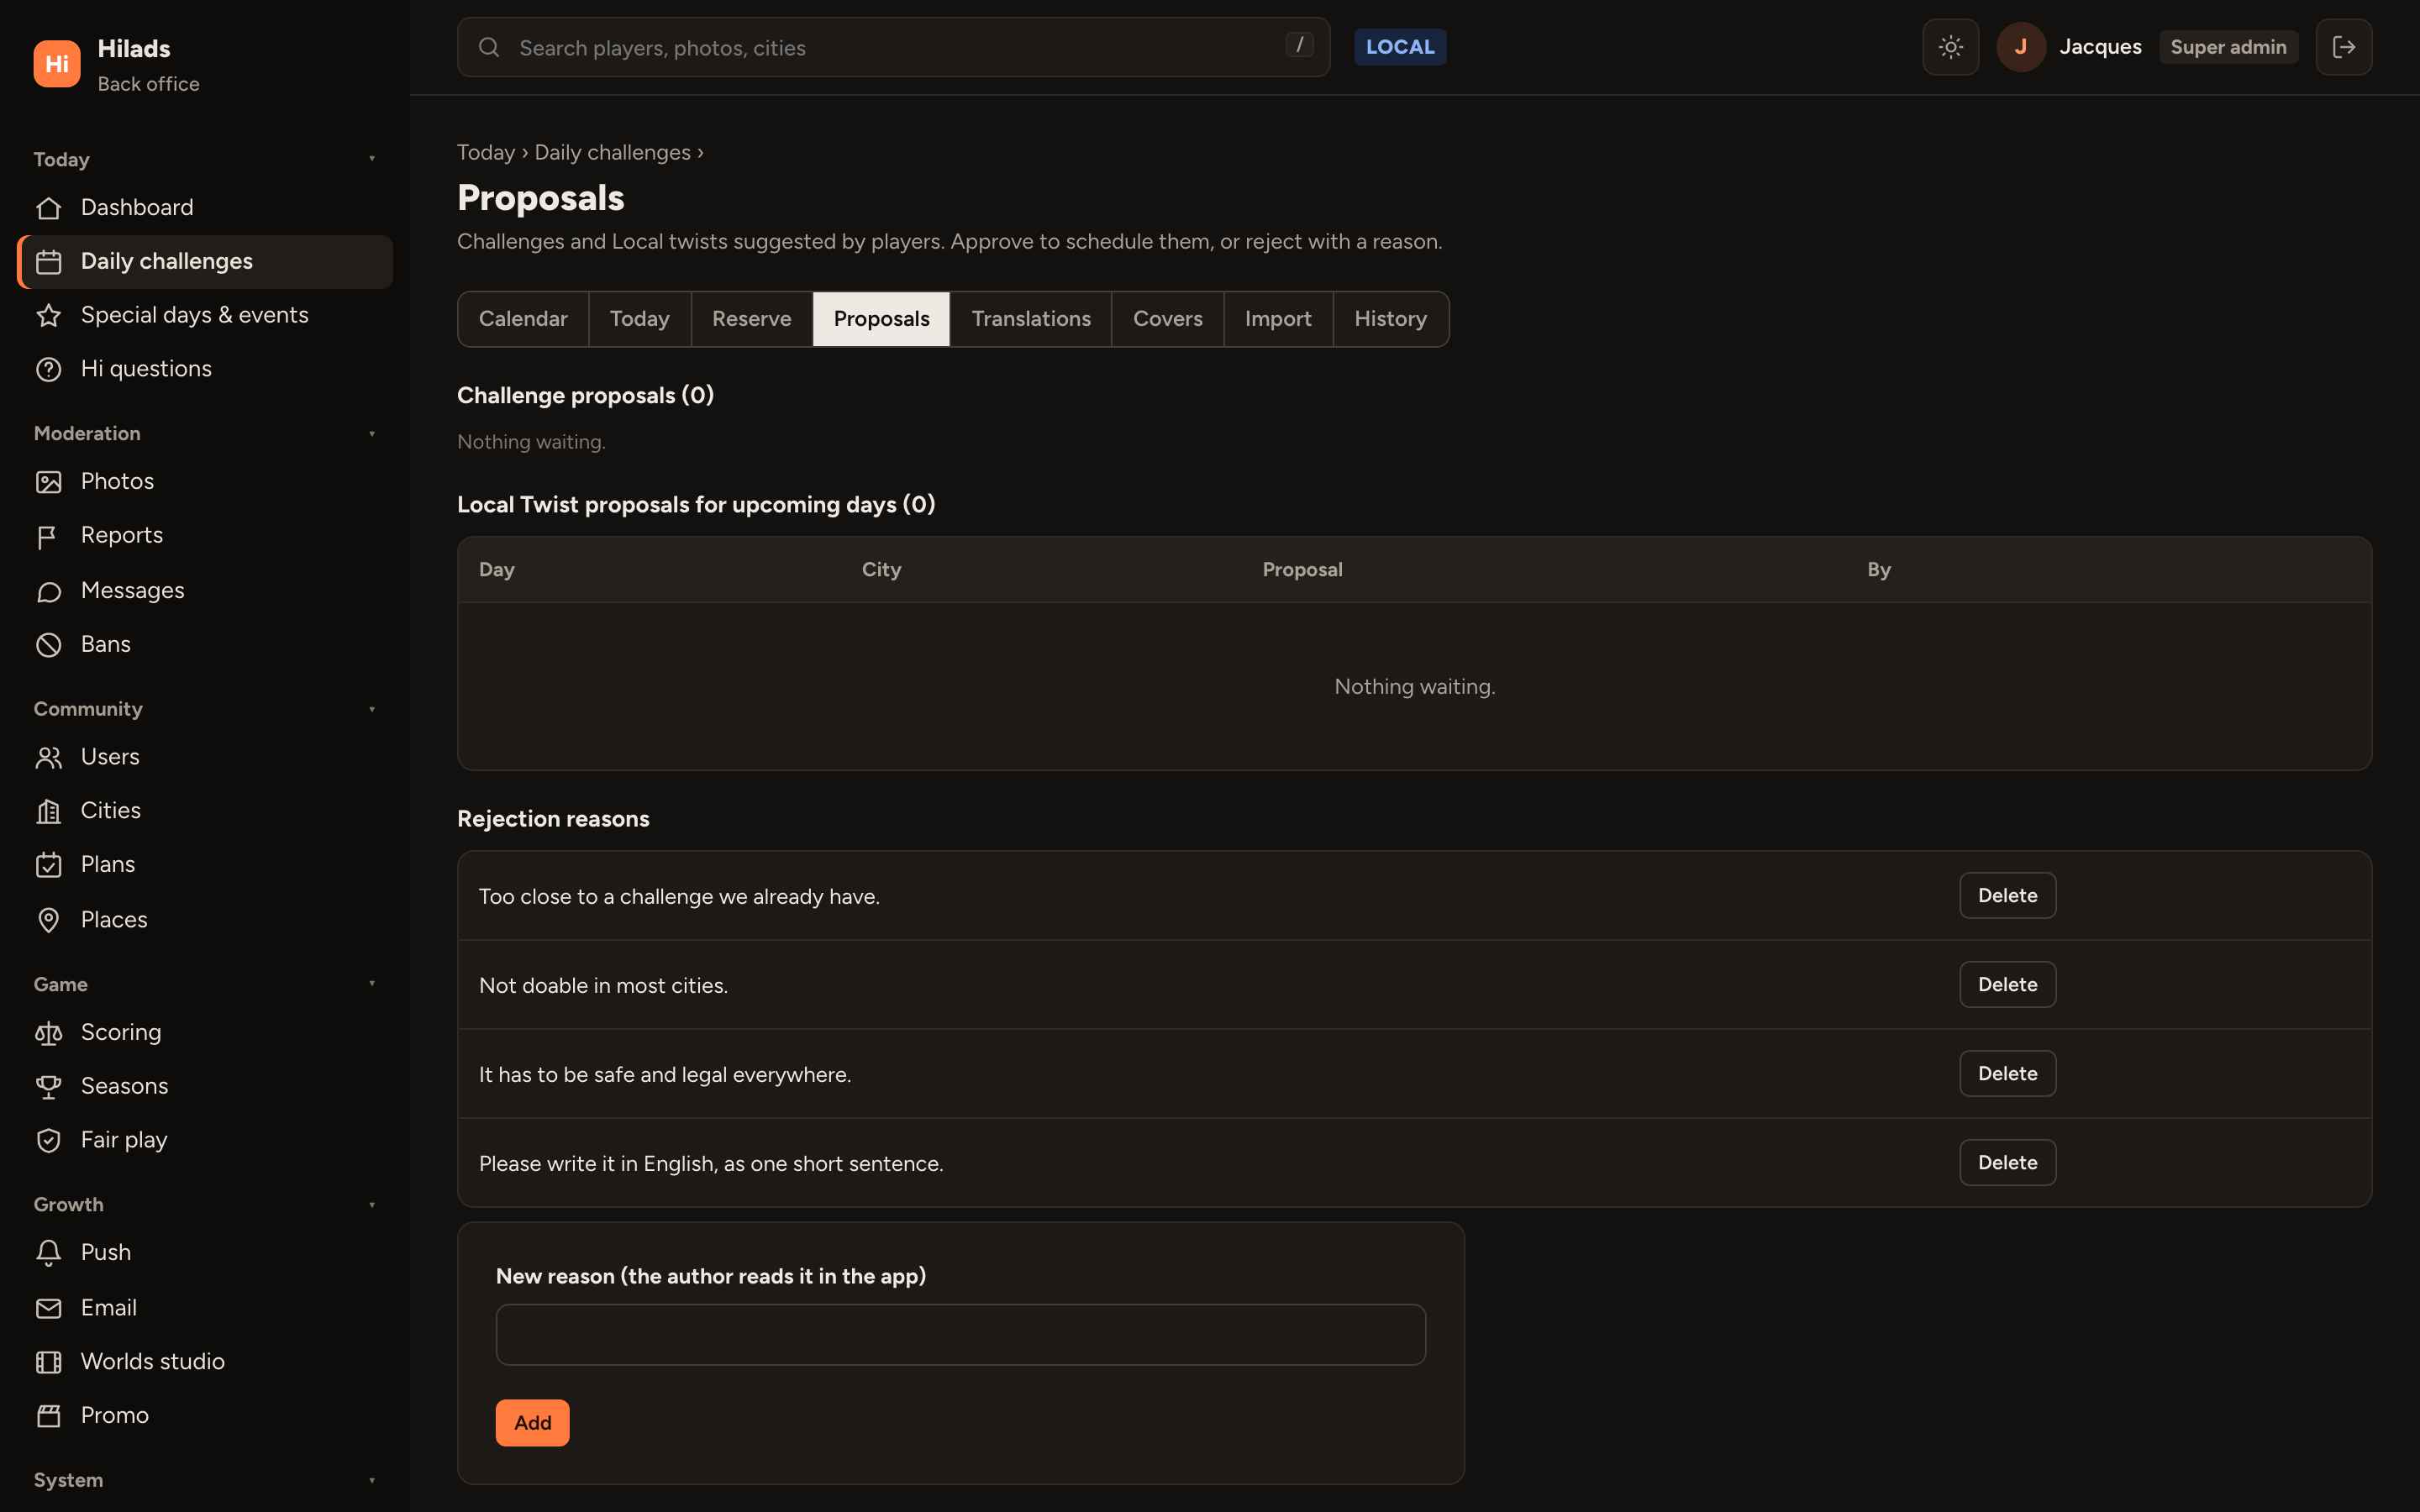 Hi
Hilads
Back office
Today
Dashboard
Daily challenges
Special days & events
Hi questions
Moderation
Photos
Reports
Messages
Bans
Community
Users
Cities
Plans
Places
Game
Scoring
Seasons
Fair play
Growth
Push
Email
Worlds studio
Promo
System
Search players, photos, cities /
LOCAL
J Jacques Super admin
Today › Daily challenges ›
Proposals
Challenges and Local twists suggested by players. Approve to schedule them, or reject with a reason.
Calendar Today Reserve Proposals Translations Covers Import History
Challenge proposals (0)
Nothing waiting.
Local Twist proposals for upcoming days (0)
Day City Proposal By
Nothing waiting.
Rejection reasons
Too close to a challenge we already have. Delete
Not doable in most cities. Delete
It has to be safe and legal everywhere. Delete
Please write it in English, as one short sentence. Delete
New reason (the author reads it in the app)
Add